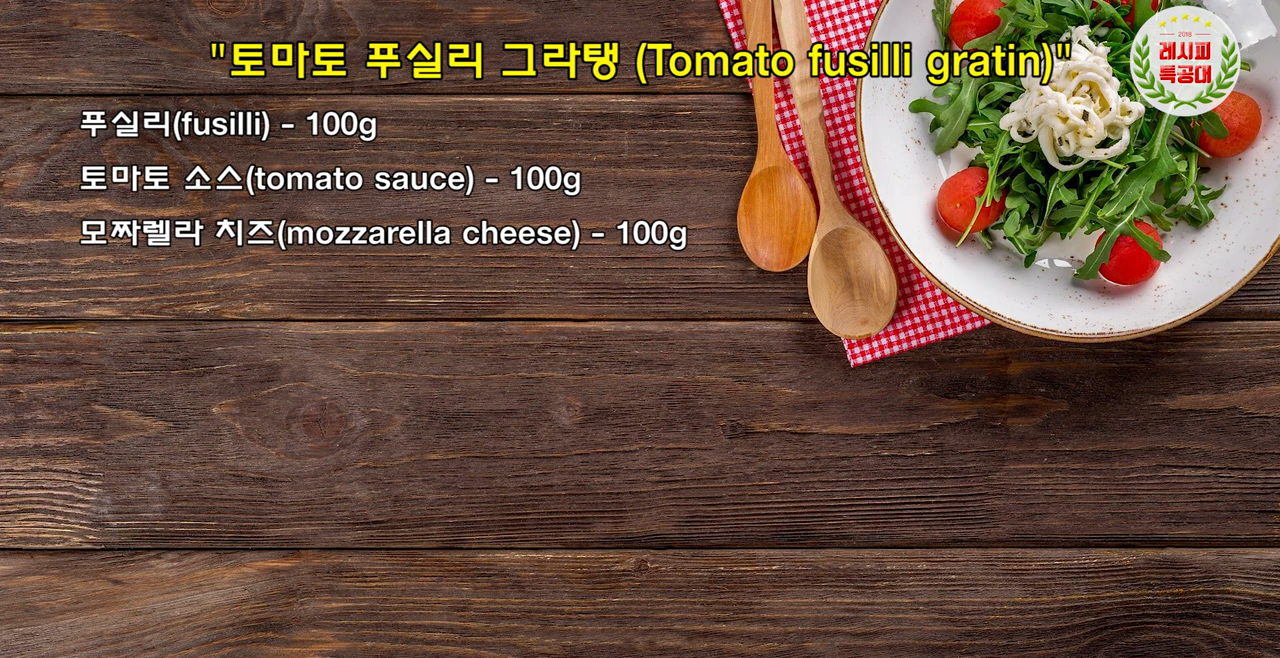 "토마토 푸실리 그라탱 (Tomato fusilli gratin)"
2018
레시피
특공대
푸실리(fusilli) - 100g
토마토 소스(tomato sauce) - 100g
모짜렐라 치즈(mozzarella cheese) - 100g